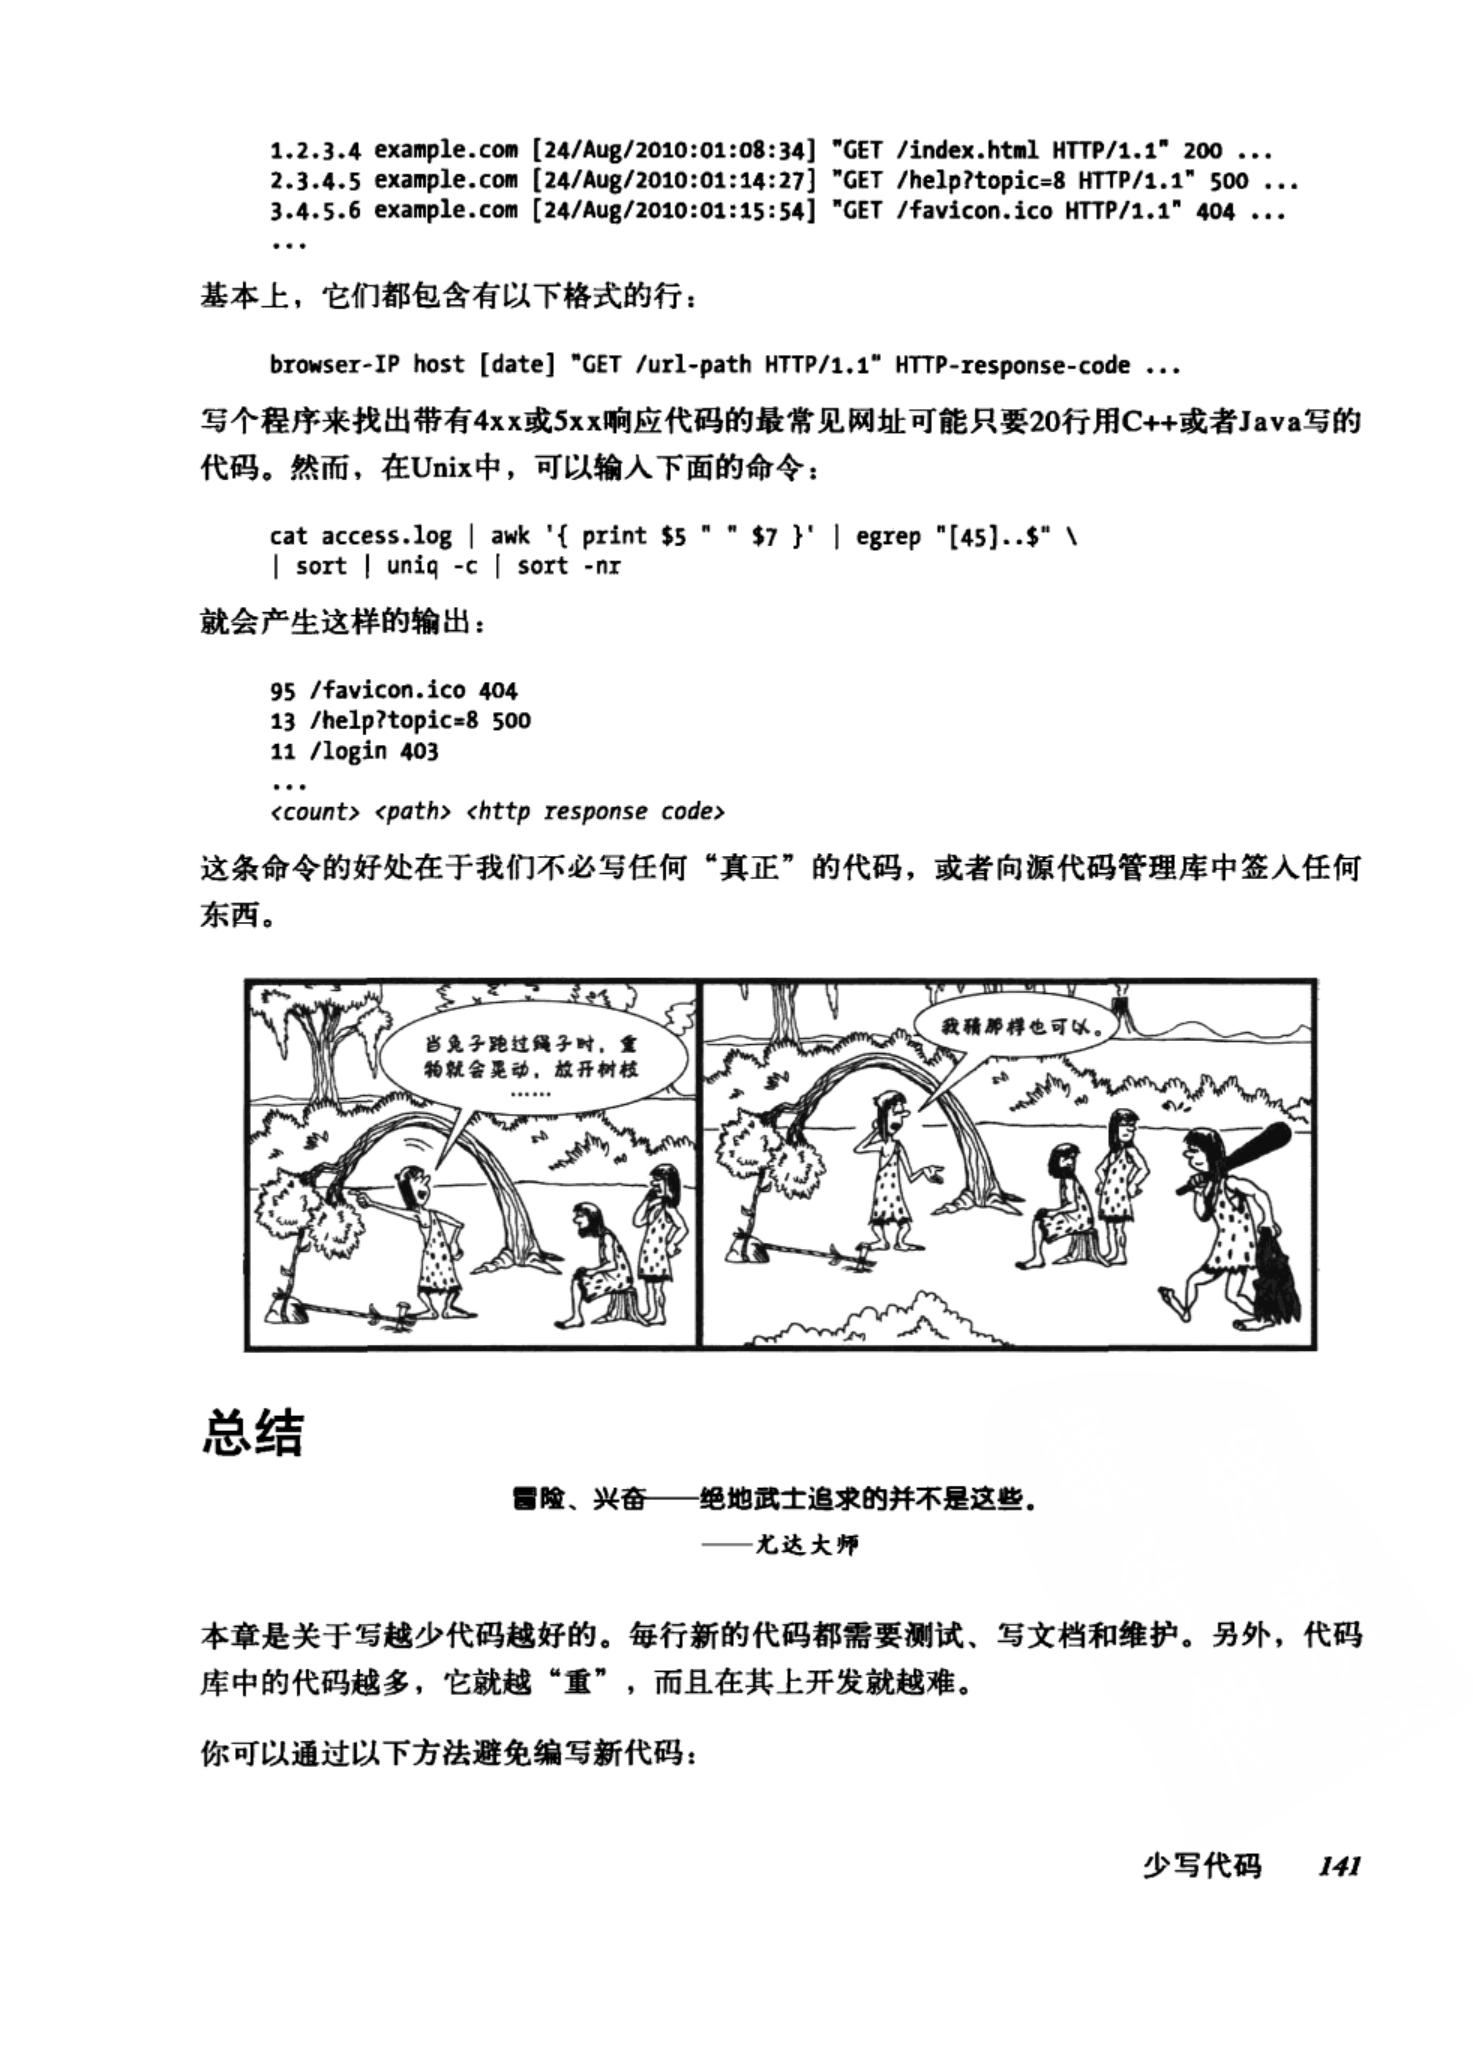 1.2.3.4 example.com [24/Aug/2010:01:08:34] "GET /index.html HTTP/1.1" 200 ...
2.3.4.5 example.com [24/Aug/2010:01:14:27] "GET /help?topic=8 HTTP/1.1" 500 ...
3.4.5.6 example.com [24/Aug/2010:01:15:54] "GET /favicon.ico HTTP/1.1" 404 ...
...
基本上，它们都包含有以下格式的行：
browser-IP host [date] "GET /url-path HTTP/1.1" HTTP-response-code ...
写个程序来找出带有4xx或5xx响应代码的最常见网址可能只要20行用C++或者Java写的
代码。然而，在Unix中，可以输入下面的命令：
cat access.log | awk '{ print $5 " " $7 }' | egrep "[45]..$" \
| sort | uniq -c | sort -nr
就会产生这样的输出：
95 /favicon.ico 404
13 /help?topic=8 500
11 /login 403
...
<count> <path> <http response code>
这条命令的好处在于我们不必写任何“真正”的代码，或者向源代码管理库中签入任何
东西。
当兔子跑过绳子时，重
物就会晃动，放开树枝
……
我猜那样也可以。
总结
冒险、兴奋——绝地武士追求的并不是这些。
——尤达大师
本章是关于写越少代码越好的。每行新的代码都需要测试、写文档和维护。另外，代码
库中的代码越多，它就越“重”，而且在其上开发就越难。
你可以通过以下方法避免编写新代码：
少写代码 141